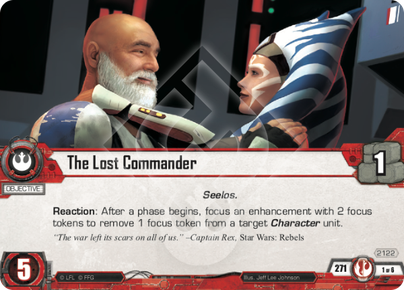 The Lost Commander
1
OBJECTIVE
Seelos.
Reaction: After a phase begins, focus an enhancement with 2 focus
tokens to remove 1 focus token from a target Character unit.
"The war left its scars on all of us." –Captain Rex, Star Wars: Rebels
2122
5
© LFL © FFG
Illus. Jeff Lee Johnson
271
1 of 6